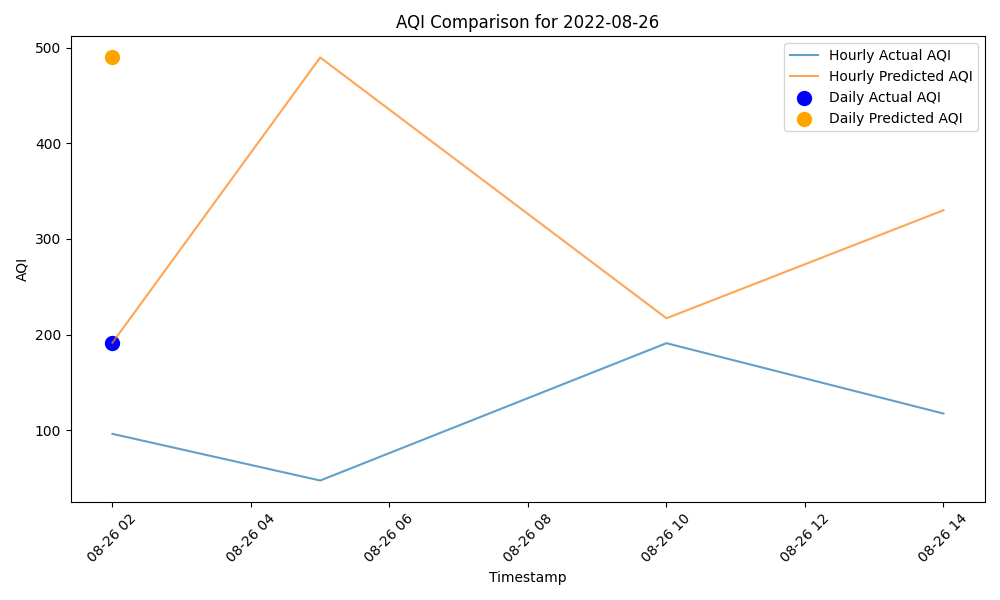 AQI Comparison for 2022-08-26
Hourly Actual AQI
Hourly Predicted AQI
Daily Actual AQI
Daily Predicted AQI
AQI
500
400
300
200
100
08-26 02
08-26 04
08-26 06
08-26 08
08-26 10
08-26 12
08-26 14
Timestamp